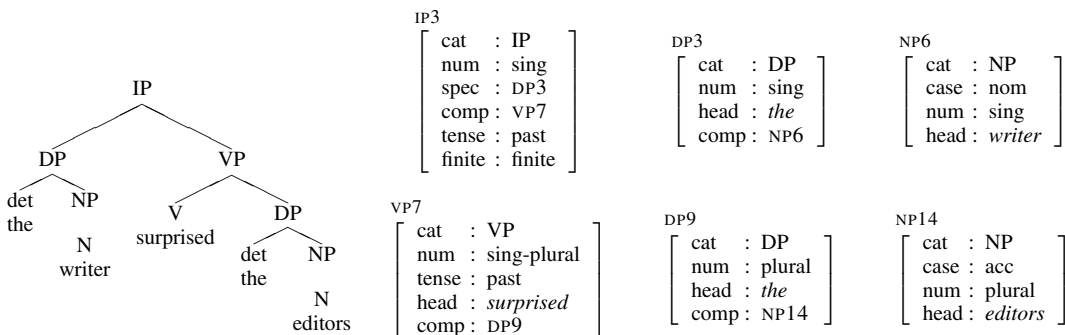 IP
DP VP
det NP V DP
the surprised
N det NP
writer the
N
editors
IP3
cat : IP
num : sing
spec : DP3
comp : VP7
tense : past
finite : finite
DP3
cat : DP
num : sing
head : the
comp : NP6
NP6
cat : NP
case : nom
num : sing
head : writer
VP7
cat : VP
num : sing-plural
tense : past
head : surprised
comp : DP9
DP9
cat : DP
num : plural
head : the
comp : NP14
NP14
cat : NP
case : acc
num : plural
head : editors